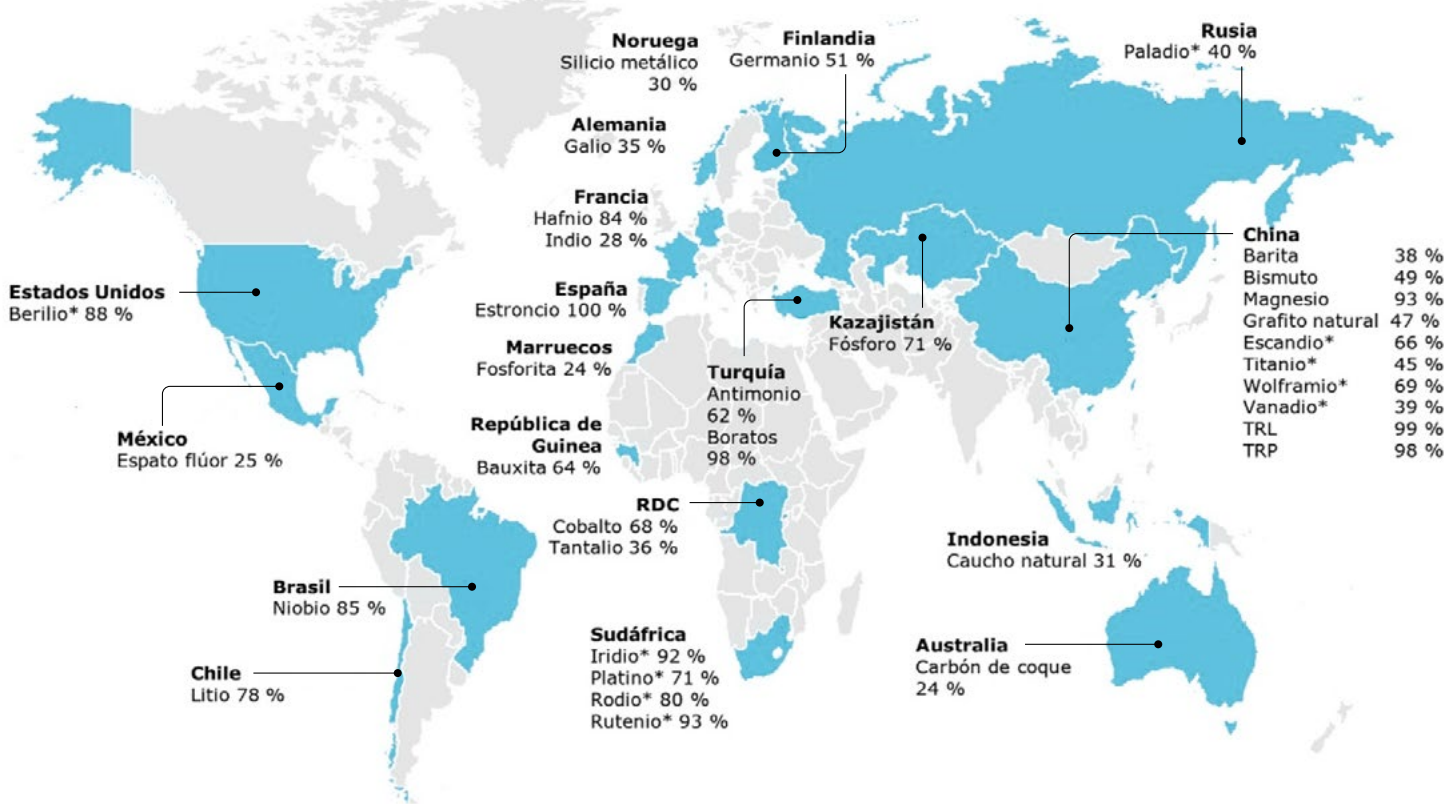 Noruega
Silicio metálico
30 %
Finlandia
Germanio 51 %
Rusia
Paladio* 40 %
Alemania
Galio 35 %
Francia
Hafnio 84 %
Indio 28 %
España
Estroncio 100 %
Marruecos
Fosforita 24 %
Estados Unidos
Berilio* 88 %
México
Espato flúor 25 %
República de
Guinea
Bauxita 64 %
Turquía
Antimonio
62 %
Boratos
98 %
Kazajistán
Fósforo 71 %
China
Barita 38 %
Bismuto 49 %
Magnesio 93 %
Grafito natural 47 %
Escandio* 66 %
Titanio* 45 %
Wolframio* 69 %
Vanadio* 39 %
TRL 99 %
TRP 98 %
RDC
Cobalto 68 %
Tantalio 36 %
Indonesia
Caucho natural 31 %
Brasil
Niobio 85 %
Chile
Litio 78 %
Sudáfrica
Iridio* 92 %
Platino* 71 %
Rodio* 80 %
Rutenio* 93 %
Australia
Carbón de coque
24 %